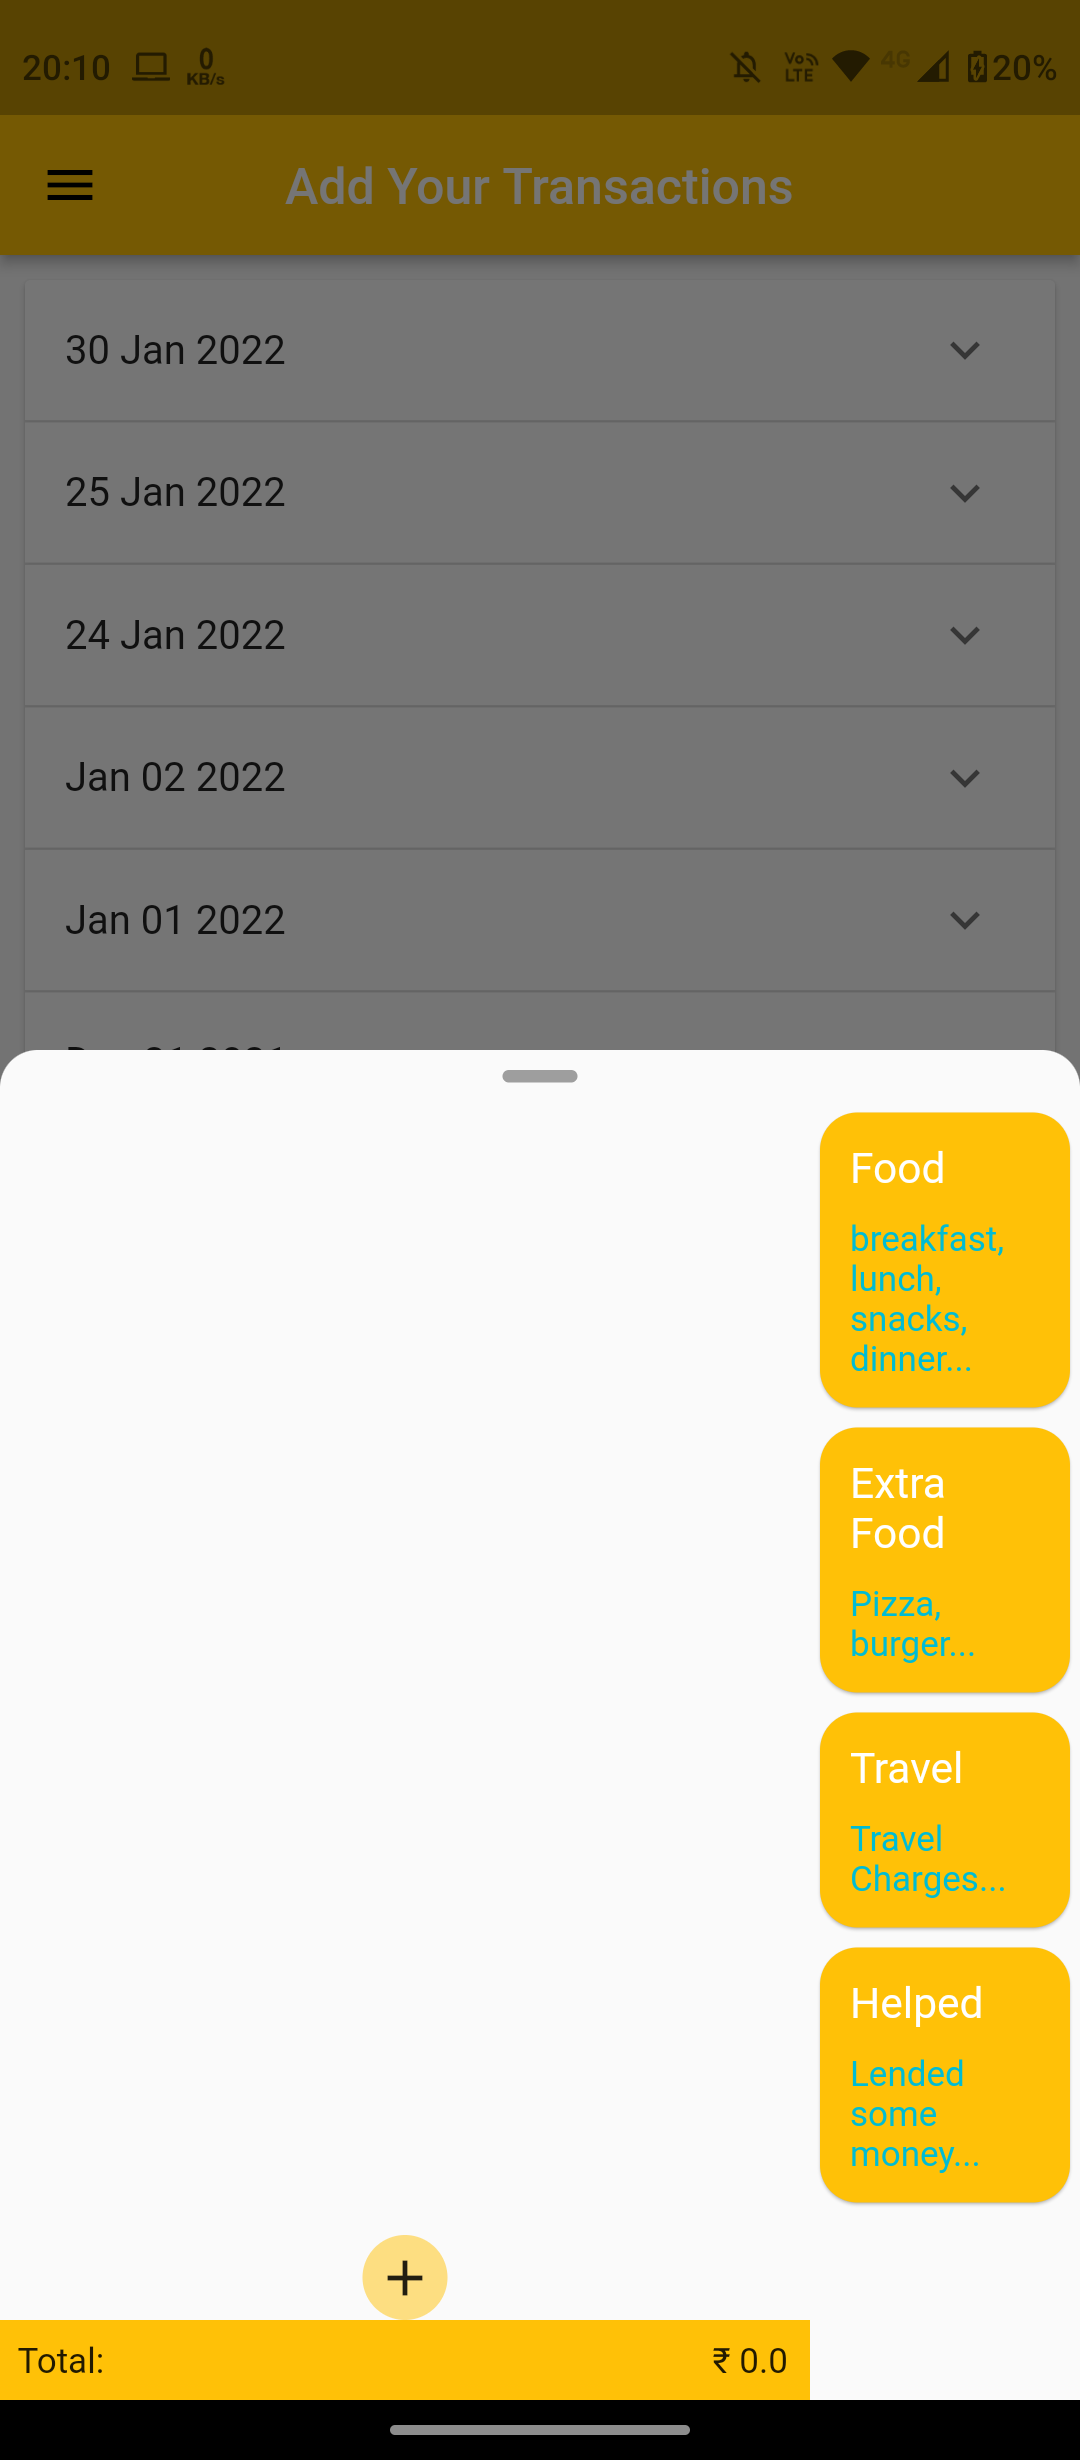 20:10 0 KB/s Vo LTE 4G 20%
Add Your Transactions
30 Jan 2022
25 Jan 2022
24 Jan 2022
Jan 02 2022
Jan 01 2022
Food
breakfast,
lunch,
snacks,
dinner...
Extra
Food
Pizza,
burger...
Travel
Travel
Charges...
Helped
Lended
some
money...
Total: ₹ 0.0